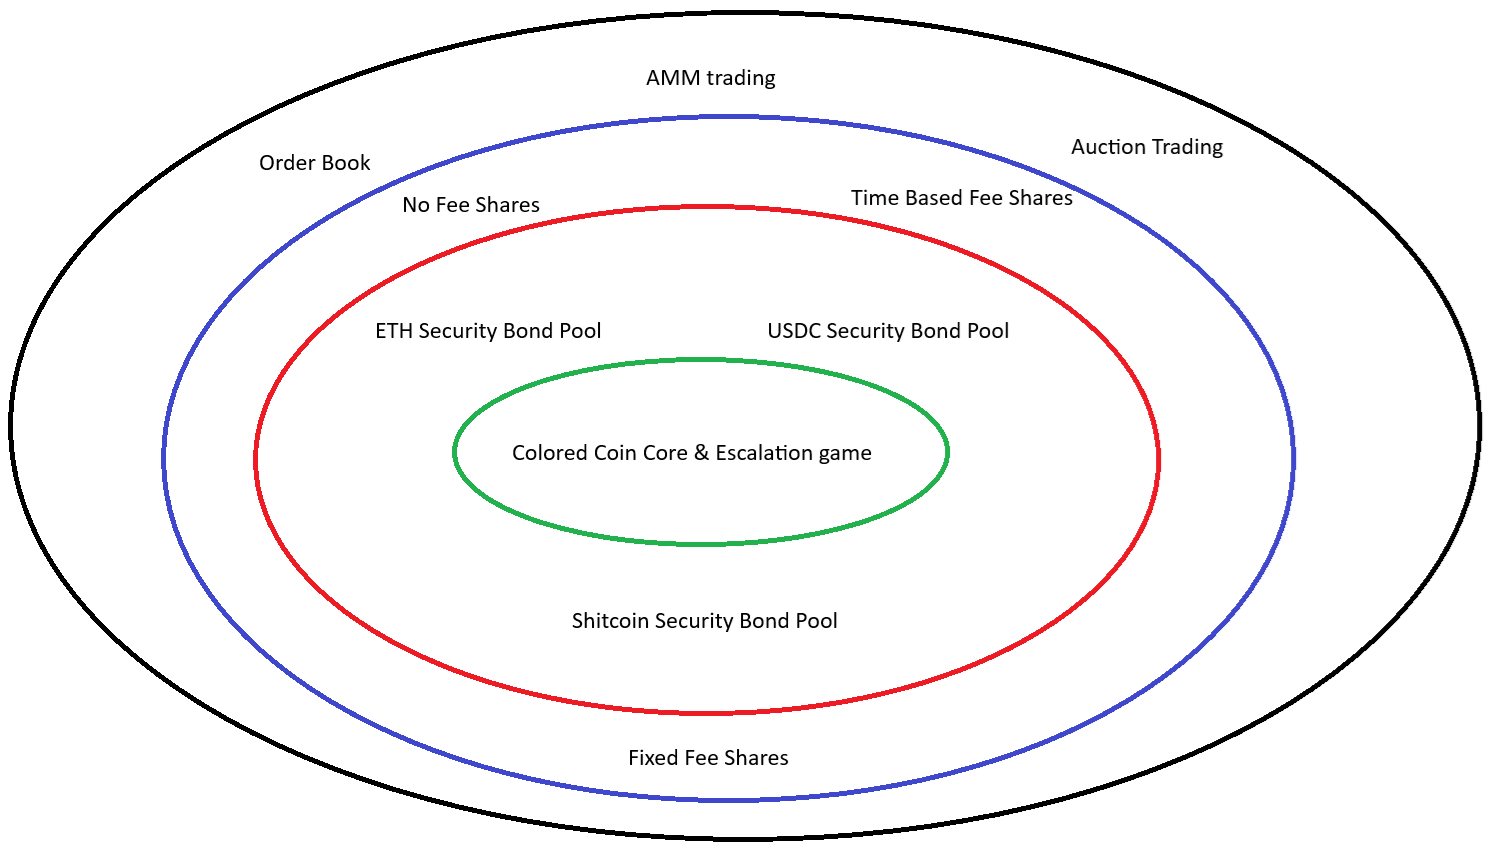 AMM trading
Order Book
Auction Trading
No Fee Shares
Time Based Fee Shares
ETH Security Bond Pool
USDC Security Bond Pool
Colored Coin Core & Escalation game
Shitcoin Security Bond Pool
Fixed Fee Shares